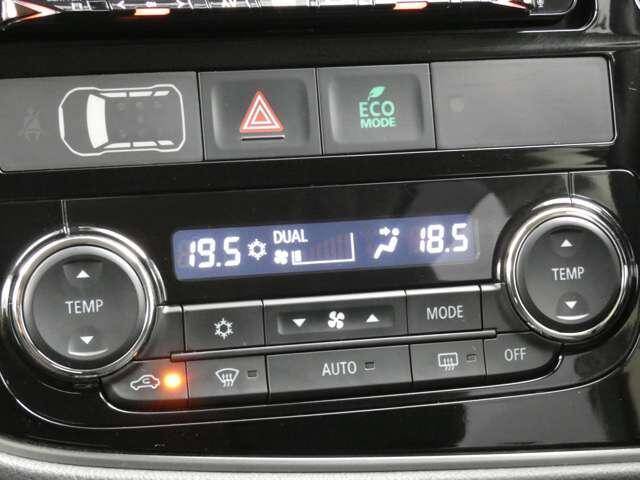 ECO
MODE
19.5 DUAL 18.5
TEMP
TEMP
MODE
AUTO
OFF